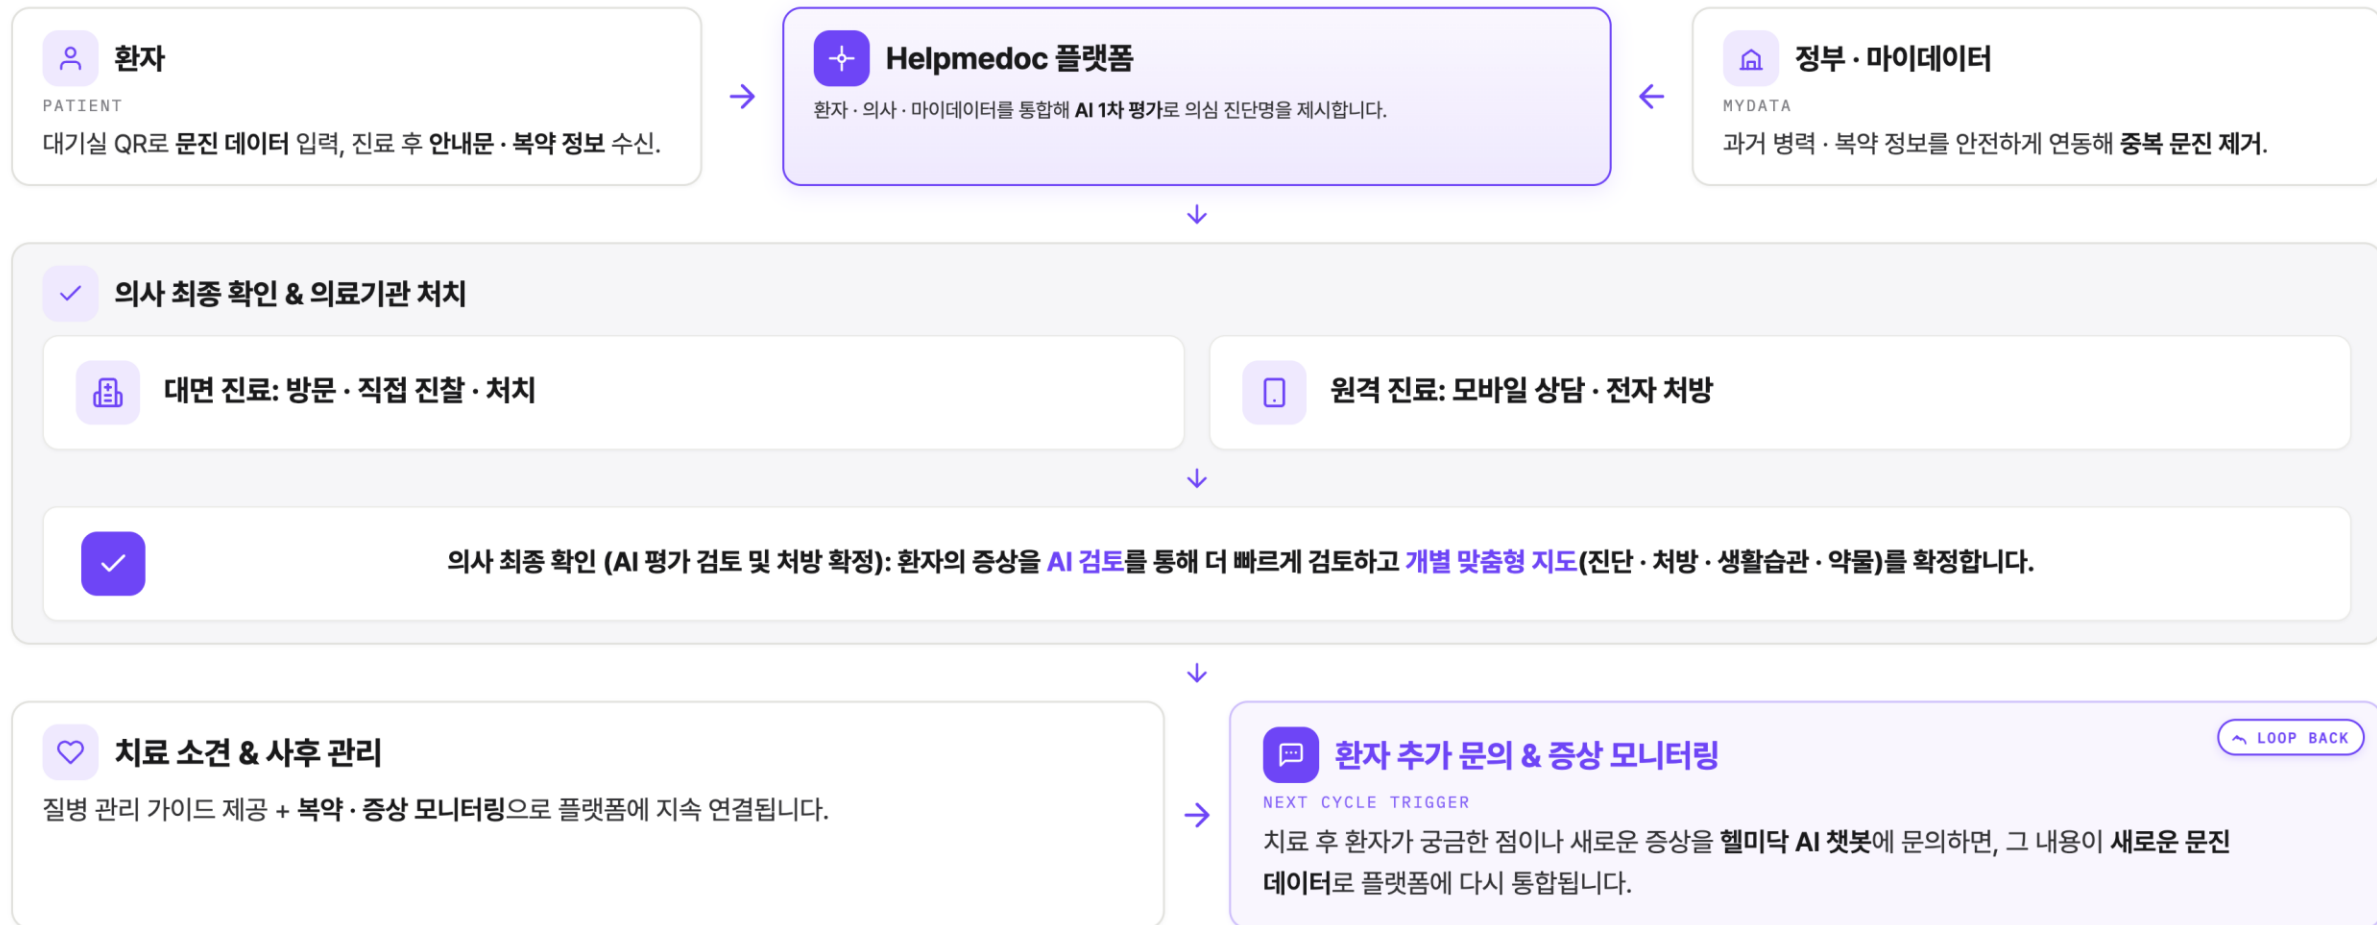 환자
PATIENT
대기실 QR로 문진 데이터 입력, 진료 후 안내문 · 복약 정보 수신.
Helpmedoc 플랫폼
환자 · 의사 · 마이데이터를 통합해 AI 1차 평가로 의심 진단명을 제시합니다.
정부 · 마이데이터
MYDATA
과거 병력 · 복약 정보를 안전하게 연동해 중복 문진 제거.
의사 최종 확인 & 의료기관 처치
대면 진료: 방문 · 직접 진찰 · 처치
원격 진료: 모바일 상담 · 전자 처방
의사 최종 확인 (AI 평가 검토 및 처방 확정): 환자의 증상을 AI 검토를 통해 더 빠르게 검토하고 개별 맞춤형 지도(진단 · 처방 · 생활습관 · 약물)를 확정합니다.
치료 소견 & 사후 관리
질병 관리 가이드 제공 + 복약 · 증상 모니터링으로 플랫폼에 지속 연결됩니다.
LOOP BACK
환자 추가 문의 & 증상 모니터링
NEXT CYCLE TRIGGER
치료 후 환자가 궁금한 점이나 새로운 증상을 헬미닥 AI 챗봇에 문의하면, 그 내용이 새로운 문진
데이터로 플랫폼에 다시 통합됩니다.